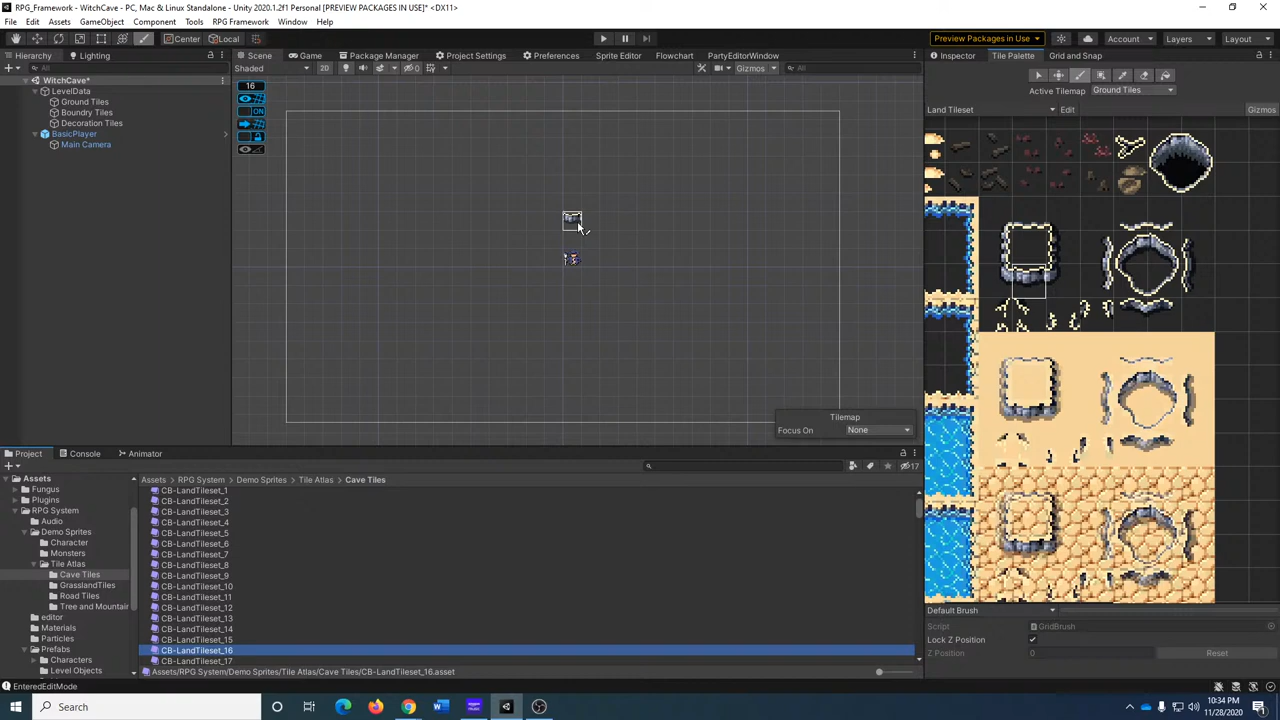 RPG_Framework - WitchCave - PC, Mac & Linux Standalone - Unity 2020.1.2f1 Personal [PREVIEW PACKAGES IN USE]* <DX11>
File Edit Assets GameObject Component Tools RPG Framework Window Help
Center Local Preview Packages in Use Account Layers Layout
Hierarchy Lighting Scene Game Package Manager Project Settings Preferences Sprite Editor Flowchart PartyEditorWindow Inspector Tile Palette Grid and Snap
All Shaded 2D 0 Gizmos All
WitchCave*
LevelData
Ground Tiles
Boundry Tiles
Decoration Tiles
BasicPlayer
Main Camera
16
ON
Tilemap
Focus On None
Active Tilemap Ground Tiles
Land Tileset Edit Gizmos
Default Brush
Script GridBrush
Lock Z Position
Z Position 0 Reset
Project Console Animator
17
Assets
Fungus
Plugins
RPG System
Audio
Demo Sprites
Character
Monsters
Tile Atlas
Cave Tiles
GrasslandTiles
Road Tiles
Tree and Mountain
editor
Materials
Particles
Prefabs
Characters
Level Objects
Assets > RPG System > Demo Sprites > Tile Atlas > Cave Tiles
CB-LandTileset_1
CB-LandTileset_2
CB-LandTileset_3
CB-LandTileset_4
CB-LandTileset_5
CB-LandTileset_6
CB-LandTileset_7
CB-LandTileset_8
CB-LandTileset_9
CB-LandTileset_10
CB-LandTileset_11
CB-LandTileset_12
CB-LandTileset_13
CB-LandTileset_14
CB-LandTileset_15
CB-LandTileset_16
CB-LandTileset_17
Assets/RPG System/Demo Sprites/Tile Atlas/Cave Tiles/CB-LandTileset_16.asset
EnteredEditMode
Search
10:34 PM
11/28/2020